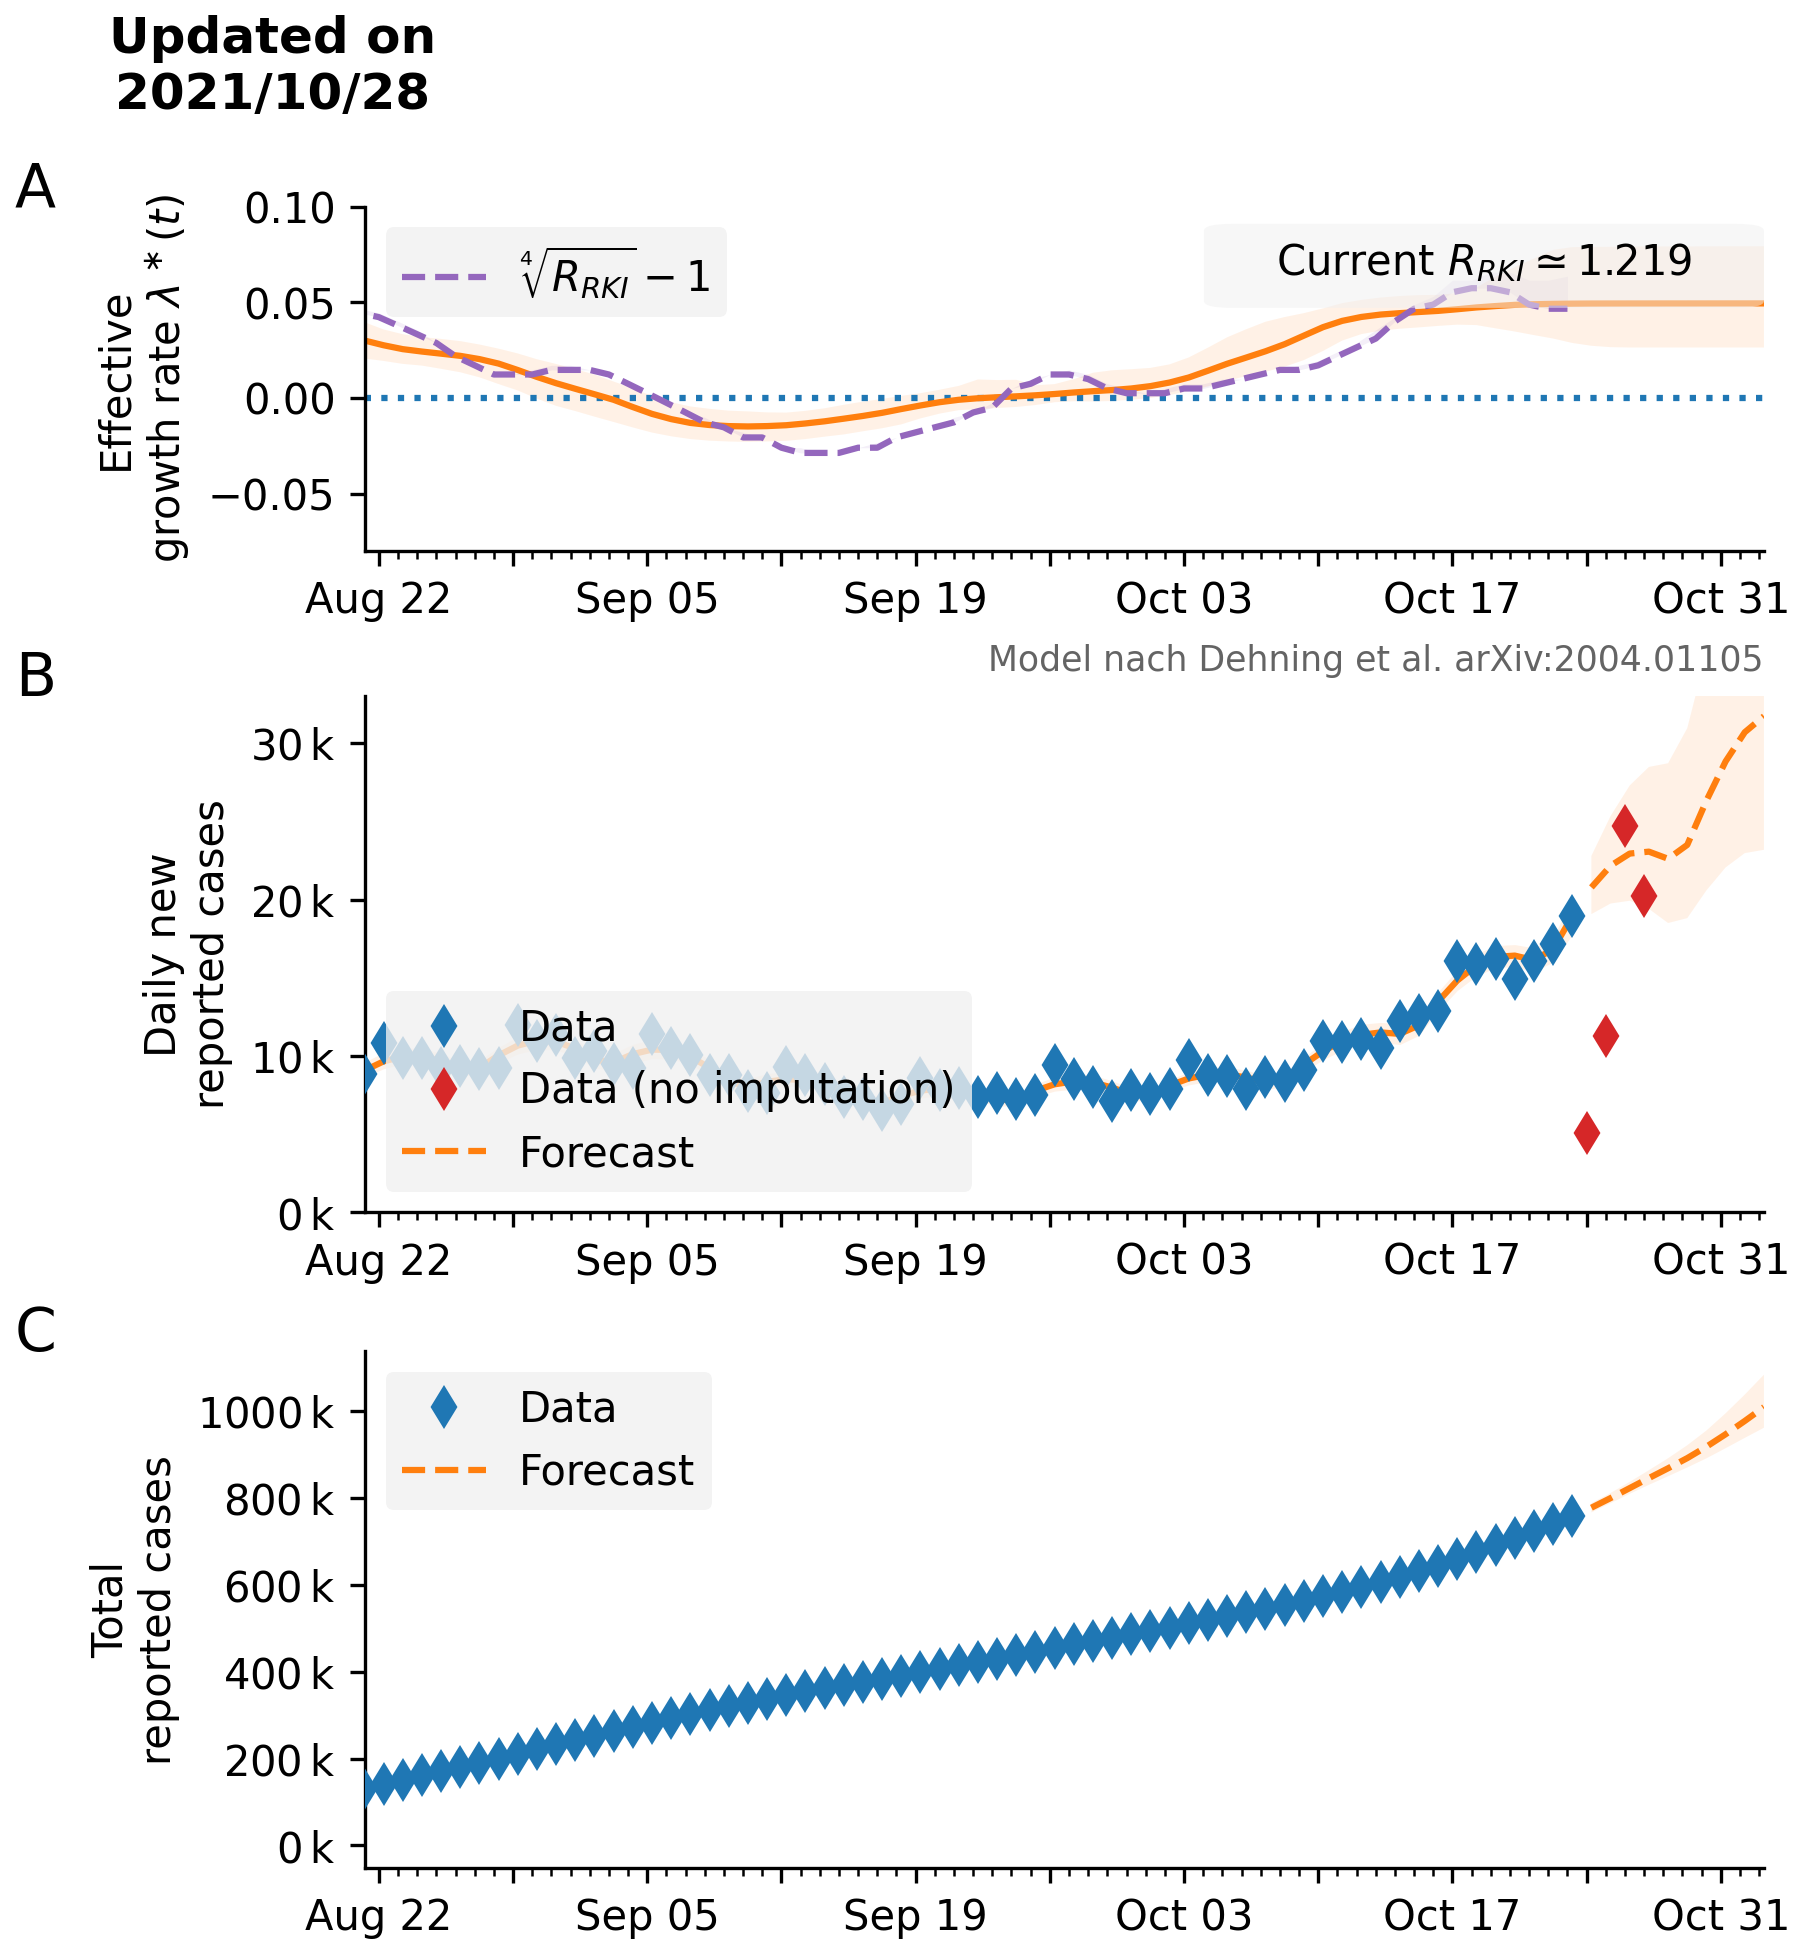 Updated on
2021/10/28
A
Effective
growth rate λ * (t)
0.10
0.05
0.00
−0.05
∜R_RKI − 1
Current R_RKI ≃ 1.219
Aug 22 Sep 05 Sep 19 Oct 03 Oct 17 Oct 31
Model nach Dehning et al. arXiv:2004.01105
B
Daily new
reported cases
30 k
20 k
10 k
0 k
Data
Data (no imputation)
Forecast
Aug 22 Sep 05 Sep 19 Oct 03 Oct 17 Oct 31
C
Total
reported cases
1000 k
800 k
600 k
400 k
200 k
0 k
Data
Forecast
Aug 22 Sep 05 Sep 19 Oct 03 Oct 17 Oct 31